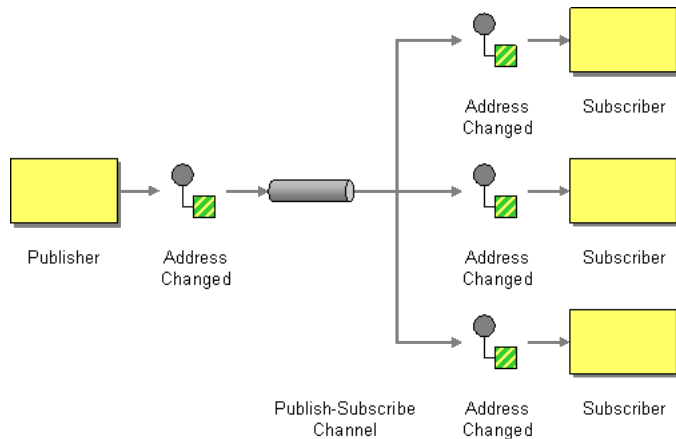 Address
Changed
Subscriber
Publisher
Address
Changed
Address
Changed
Subscriber
Publish-Subscribe
Channel
Address
Changed
Subscriber